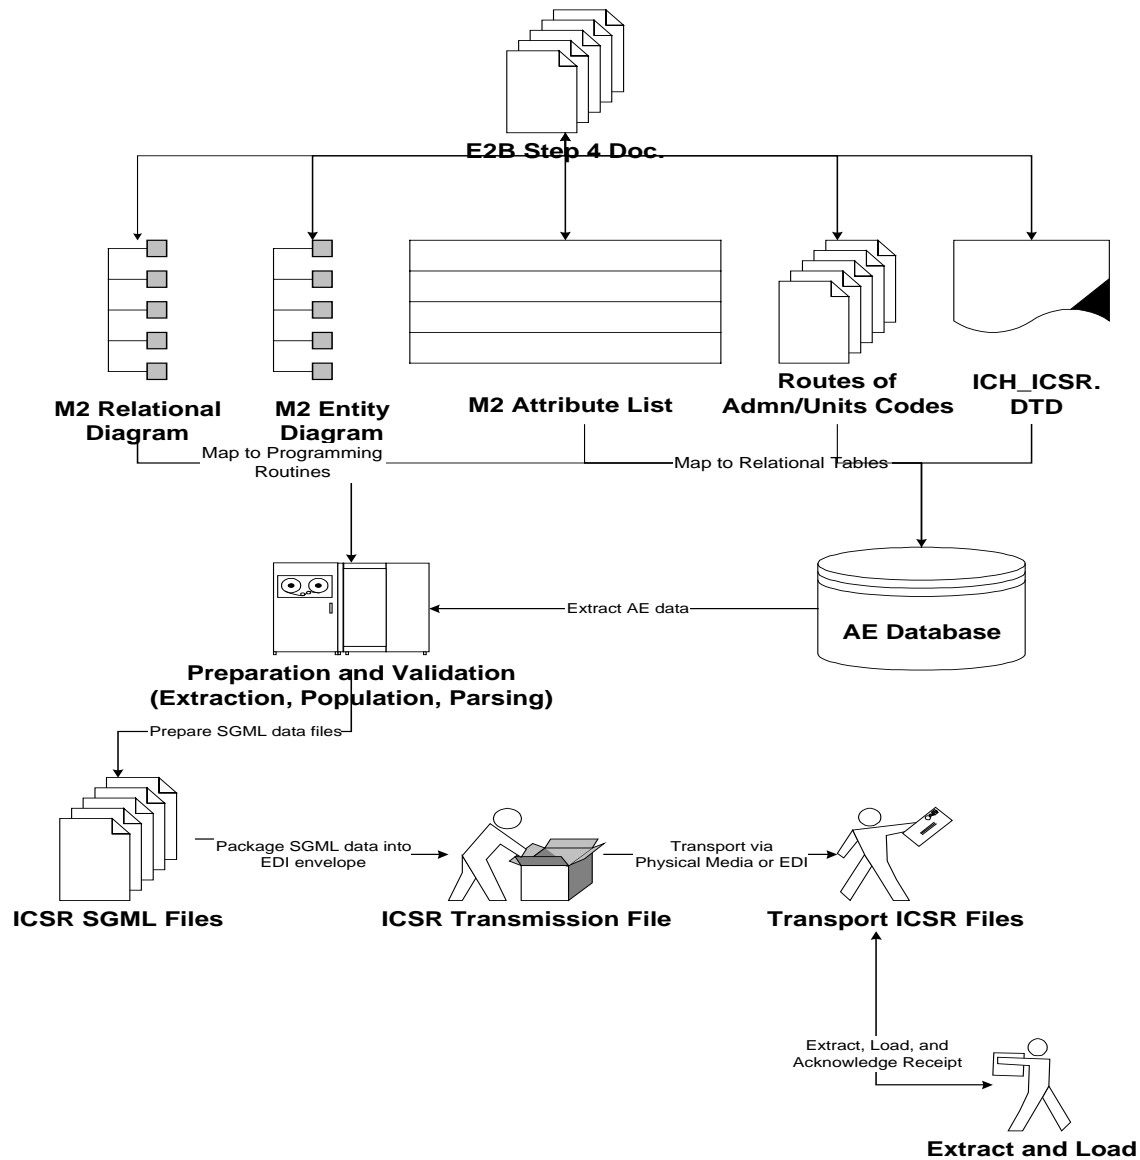 E2B Step 4 Doc.
M2 Relational
Diagram
M2 Entity
Diagram
M2 Attribute List
Routes of
Admn/Units Codes
ICH_ICSR.
DTD
Map to Programming
Routines
Map to Relational Tables
Extract AE data
AE Database
Preparation and Validation
(Extraction, Population, Parsing)
Prepare SGML data files
Package SGML data into
EDI envelope
Transport via
Physical Media or EDI
ICSR SGML Files
ICSR Transmission File
Transport ICSR Files
Extract, Load, and
Acknowledge Receipt
Extract and Load